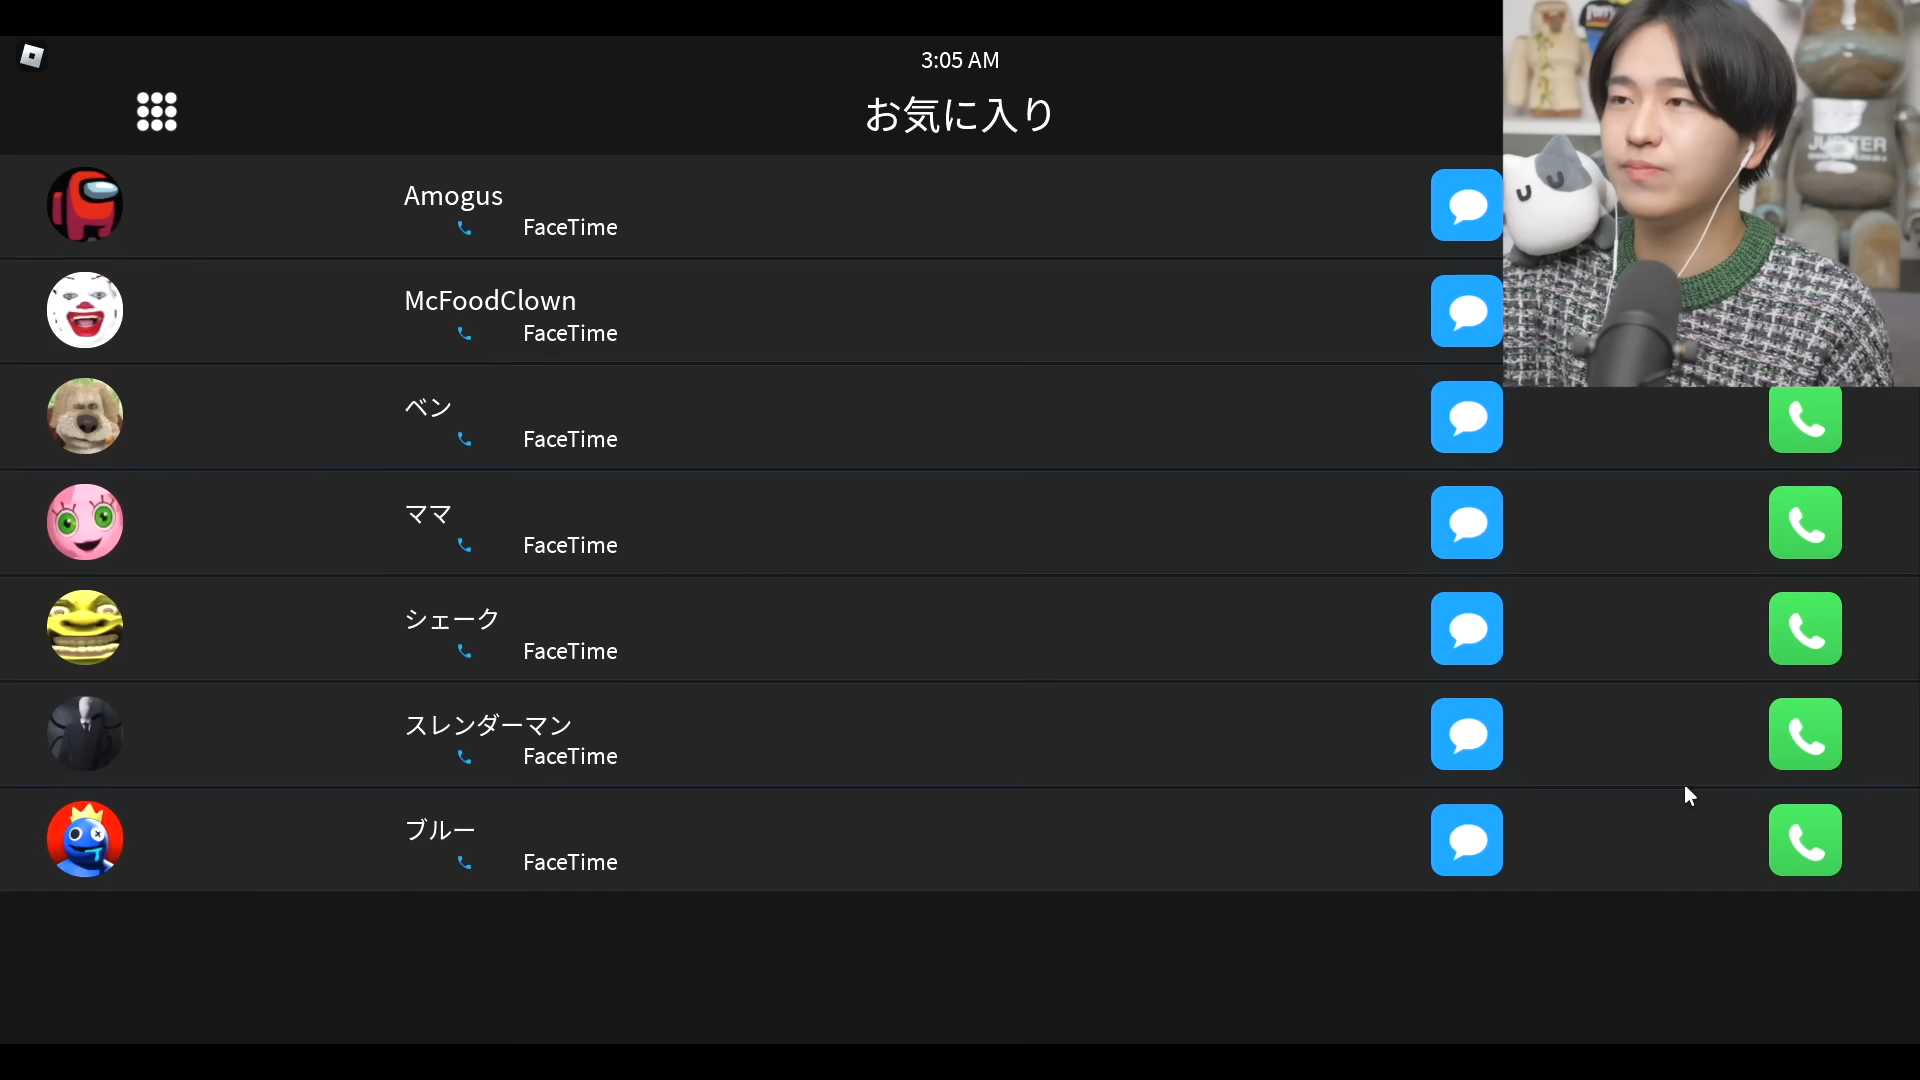 3:05 AM
お気に入り
Amogus
FaceTime
McFoodClown
FaceTime
ベン
FaceTime
ママ
FaceTime
シェーク
FaceTime
スレンダーマン
FaceTime
ブルー
FaceTime
JUPITER